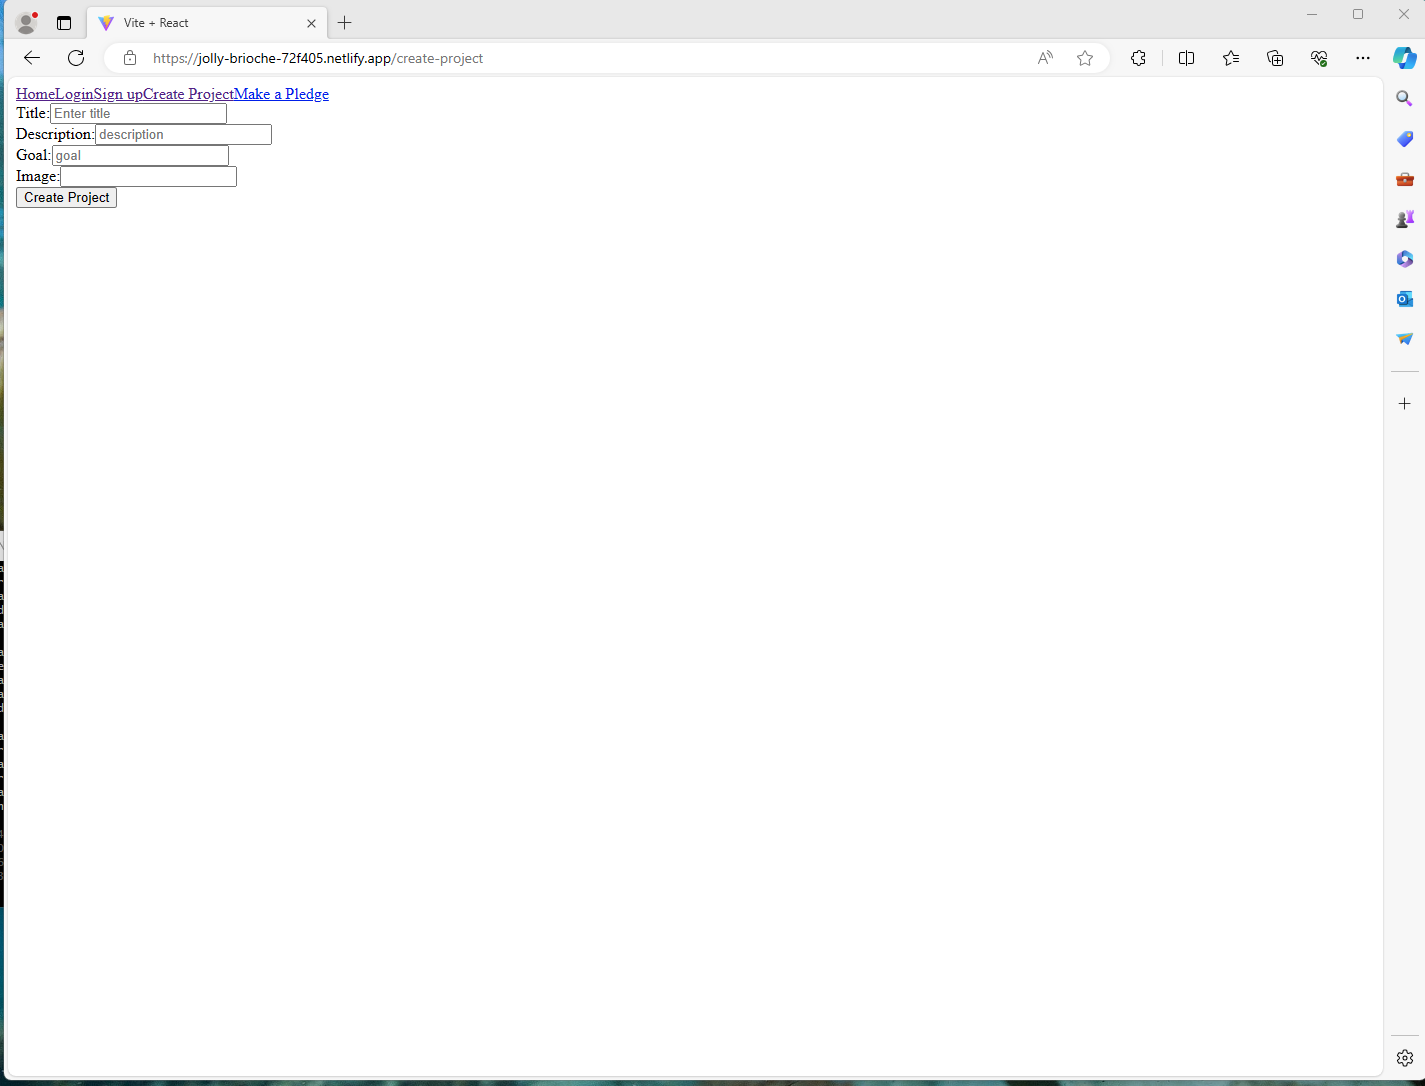 Vite + React
https://jolly-brioche-72f405.netlify.app/create-project
HomeLoginSign upCreate ProjectMake a Pledge
Title: Enter title
Description: description
Goal: goal
Image:
Create Project